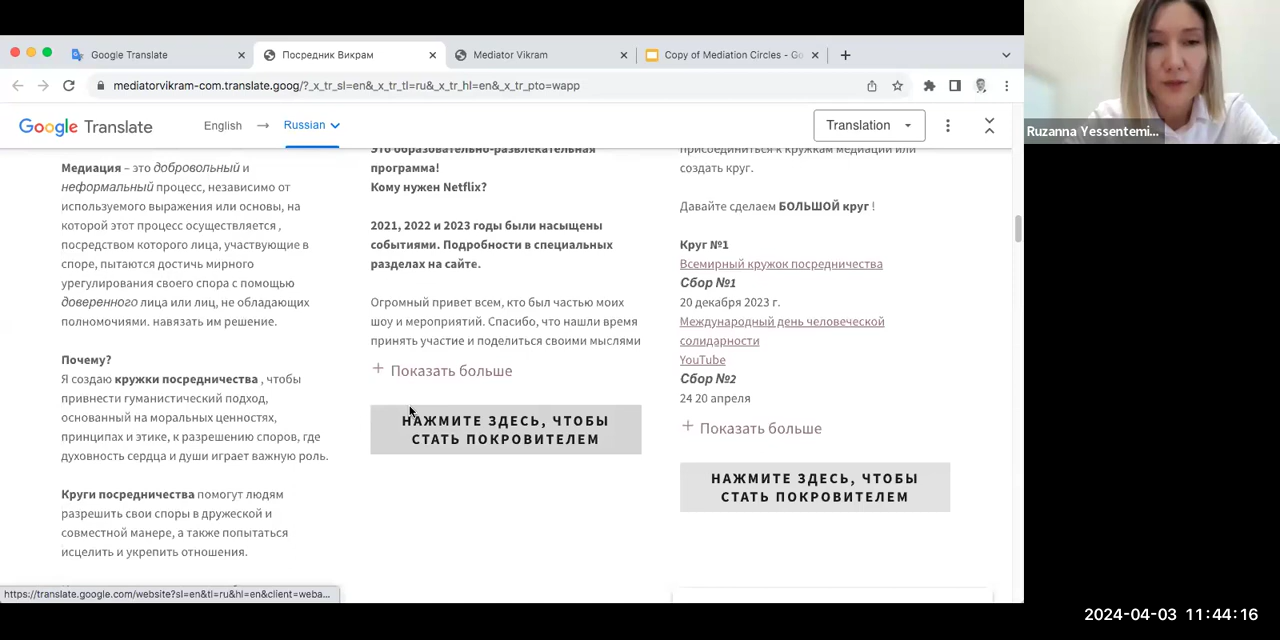 Google Translate
Посредник Викрам
Mediator Vikram
Copy of Mediation Circles - Go
mediatorvikram-com.translate.goog/?_x_tr_sl=en&_x_tr_tl=ru&_x_tr_hl=en&_x_tr_pto=wapp
Google Translate
English → Russian
Translation
Ruzanna Yessentemi...
Медиация – это добровольный и
неформальный процесс, независимо от
используемого выражения или основы, на
которой этот процесс осуществляется ,
посредством которого лица, участвующие в
споре, пытаются достичь мирного
урегулирования своего спора с помощью
доверенного лица или лиц, не обладающих
полномочиями. навязать им решение.
Почему?
Я создаю кружки посредничества , чтобы
привнести гуманистический подход,
основанный на моральных ценностях,
принципах и этике, к разрешению споров, где
духовность сердца и души играет важную роль.
Круги посредничества помогут людям
разрешить свои споры в дружеской и
совместной манере, а также попытаться
исцелить и укрепить отношения.
Это образовательно-развлекательная
программа!
Кому нужен Netflix?
2021, 2022 и 2023 годы были насыщены
событиями. Подробности в специальных
разделах на сайте.
Огромный привет всем, кто был частью моих
шоу и мероприятий. Спасибо, что нашли время
принять участие и поделиться своими мыслями
+ Показать больше
НАЖМИТЕ ЗДЕСЬ, ЧТОБЫ
СТАТЬ ПОКРОВИТЕЛЕМ
присоединиться к кружкам медиации или
создать круг.
Давайте сделаем БОЛЬШОЙ круг !
Круг №1
Всемирный кружок посредничества
Сбор №1
20 декабря 2023 г.
Международный день человеческой
солидарности
YouTube
Сбор №2
24 20 апреля
+ Показать больше
НАЖМИТЕ ЗДЕСЬ, ЧТОБЫ
СТАТЬ ПОКРОВИТЕЛЕМ
https://translate.google.com/website?sl=en&tl=ru&hl=en&client=weba...
2024-04-03 11:44:16